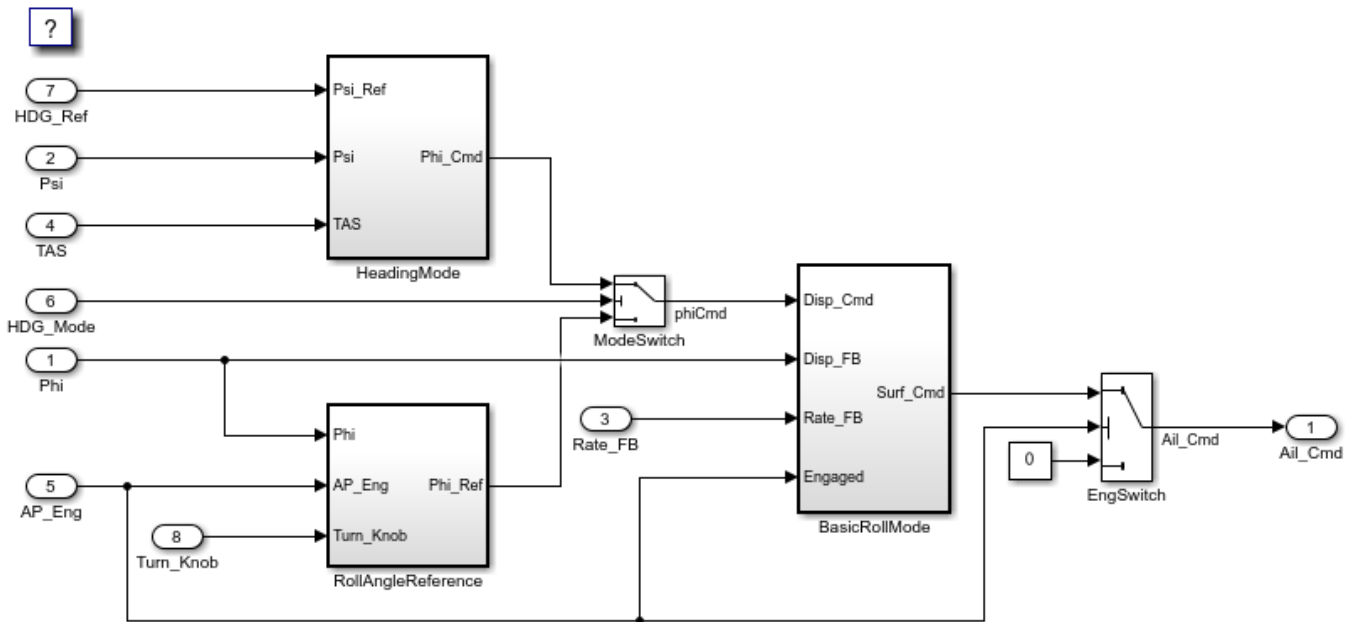 ?
7
HDG_Ref
2
Psi
4
TAS
Psi_Ref
Psi
TAS
Phi_Cmd
HeadingMode
6
HDG_Mode
1
Phi
ModeSwitch
phiCmd
5
AP_Eng
8
Turn_Knob
Phi
AP_Eng
Turn_Knob
Phi_Ref
RollAngleReference
3
Rate_FB
Disp_Cmd
Disp_FB
Rate_FB
Engaged
Surf_Cmd
BasicRollMode
0
EngSwitch
Ail_Cmd
1
Ail_Cmd